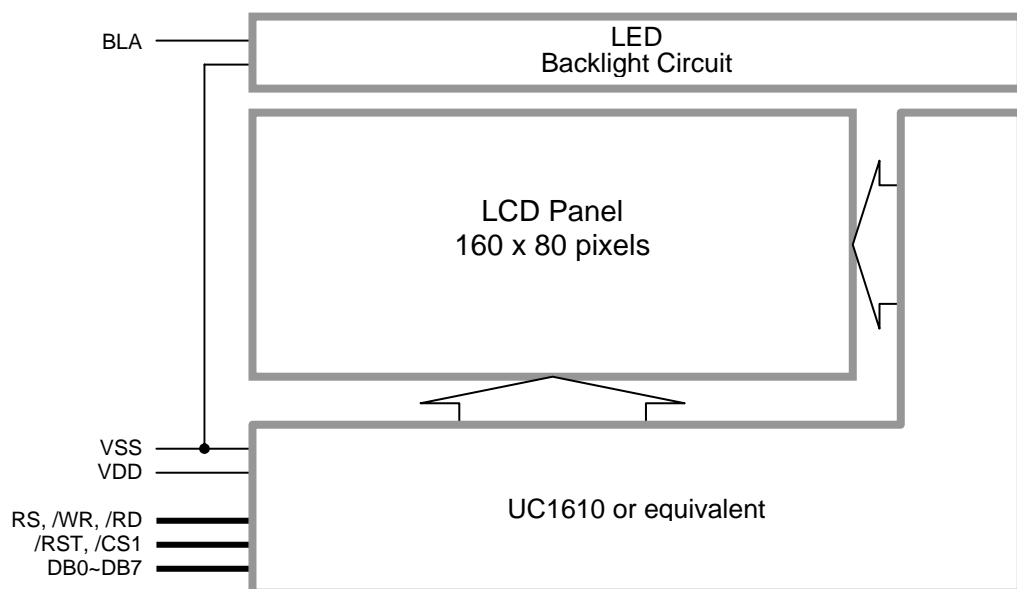 BLA
LED
Backlight Circuit
LCD Panel
160 x 80 pixels
VSS
VDD
RS, /WR, /RD
/RST, /CS1
DB0~DB7
UC1610 or equivalent